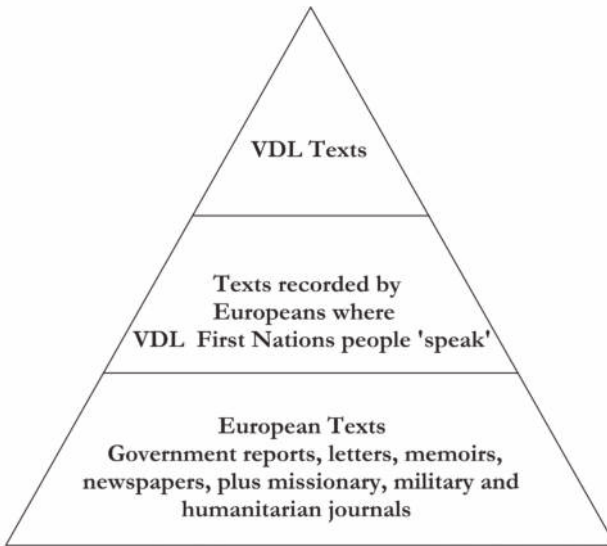 VDL Texts
Texts recorded by
Europeans where
VDL First Nations people 'speak'
European Texts
Government reports, letters, memoirs,
newspapers, plus missionary, military and
humanitarian journals